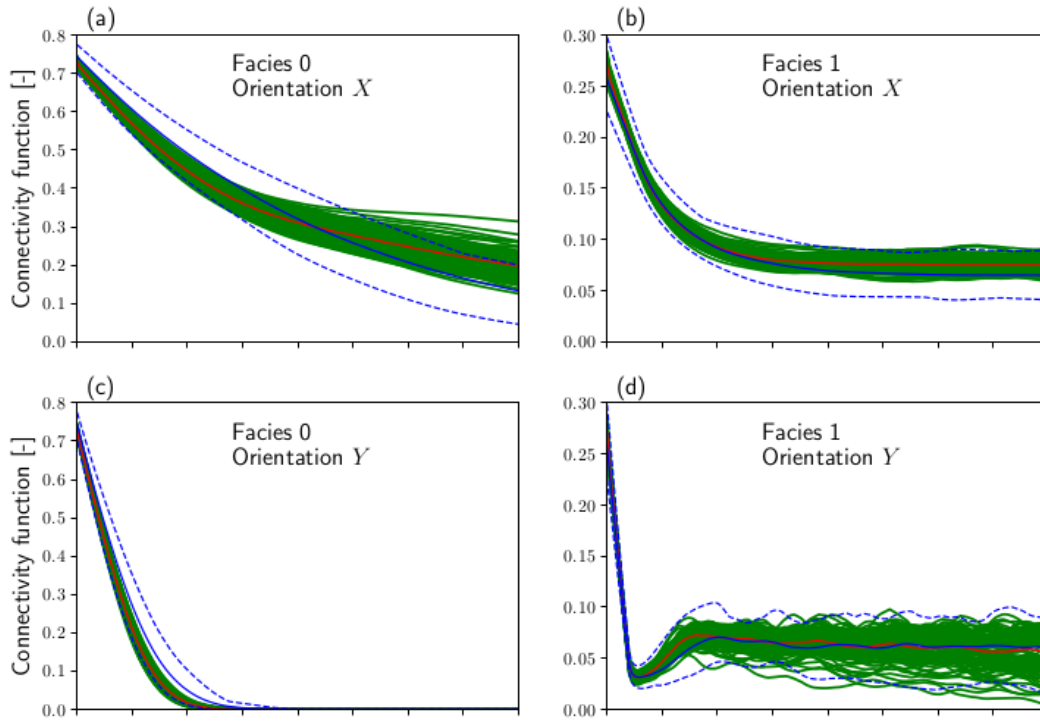 (a)
(b)
0.8
0.7
0.6
0.5
0.4
0.3
0.2
0.1
0.0
Connectivity function [-]
Facies 0
Orientation X
0.30
0.25
0.20
0.15
0.10
0.05
0.00
Facies 1
Orientation X
(c)
(d)
0.8
0.7
0.6
0.5
0.4
0.3
0.2
0.1
0.0
Connectivity function [-]
Facies 0
Orientation Y
0.30
0.25
0.20
0.15
0.10
0.05
0.00
Facies 1
Orientation Y